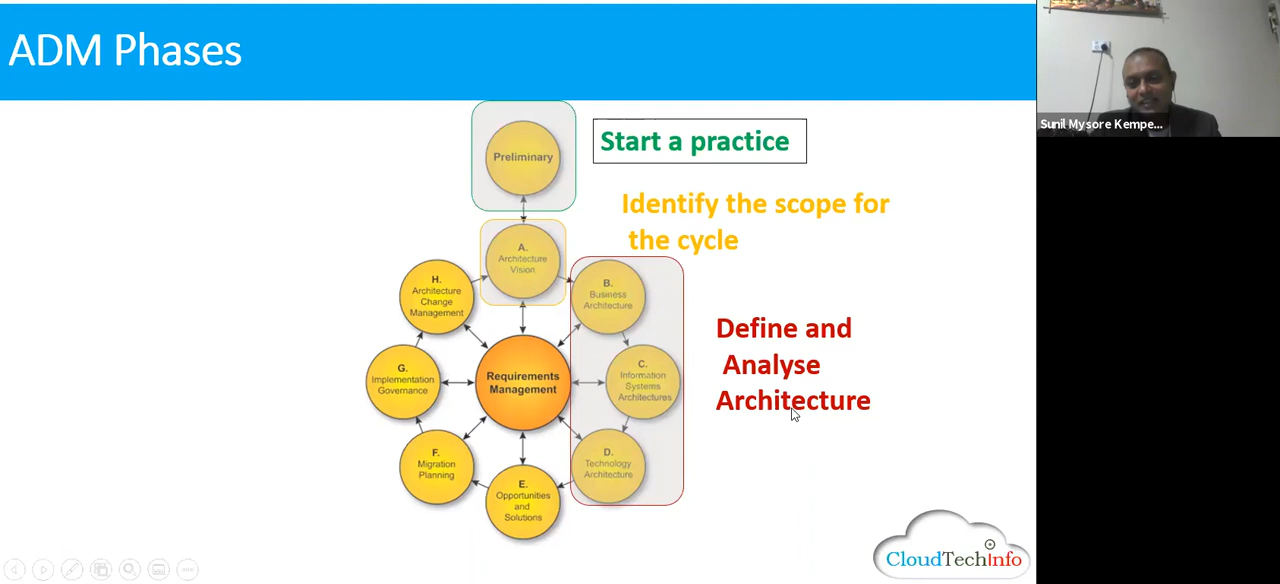 ADM Phases
Sunil Mysore Kempe...
Preliminary
Start a practice
Identify the scope for
the cycle
A.
Architecture
Vision
H.
Architecture
Change
Management
B.
Business
Architecture
Define and
Analyse
Architecture
G.
Implementation
Governance
Requirements
Management
C.
Information
Systems
Architectures
F.
Migration
Planning
D.
Technology
Architecture
E.
Opportunities
and
Solutions
CloudTechInfo